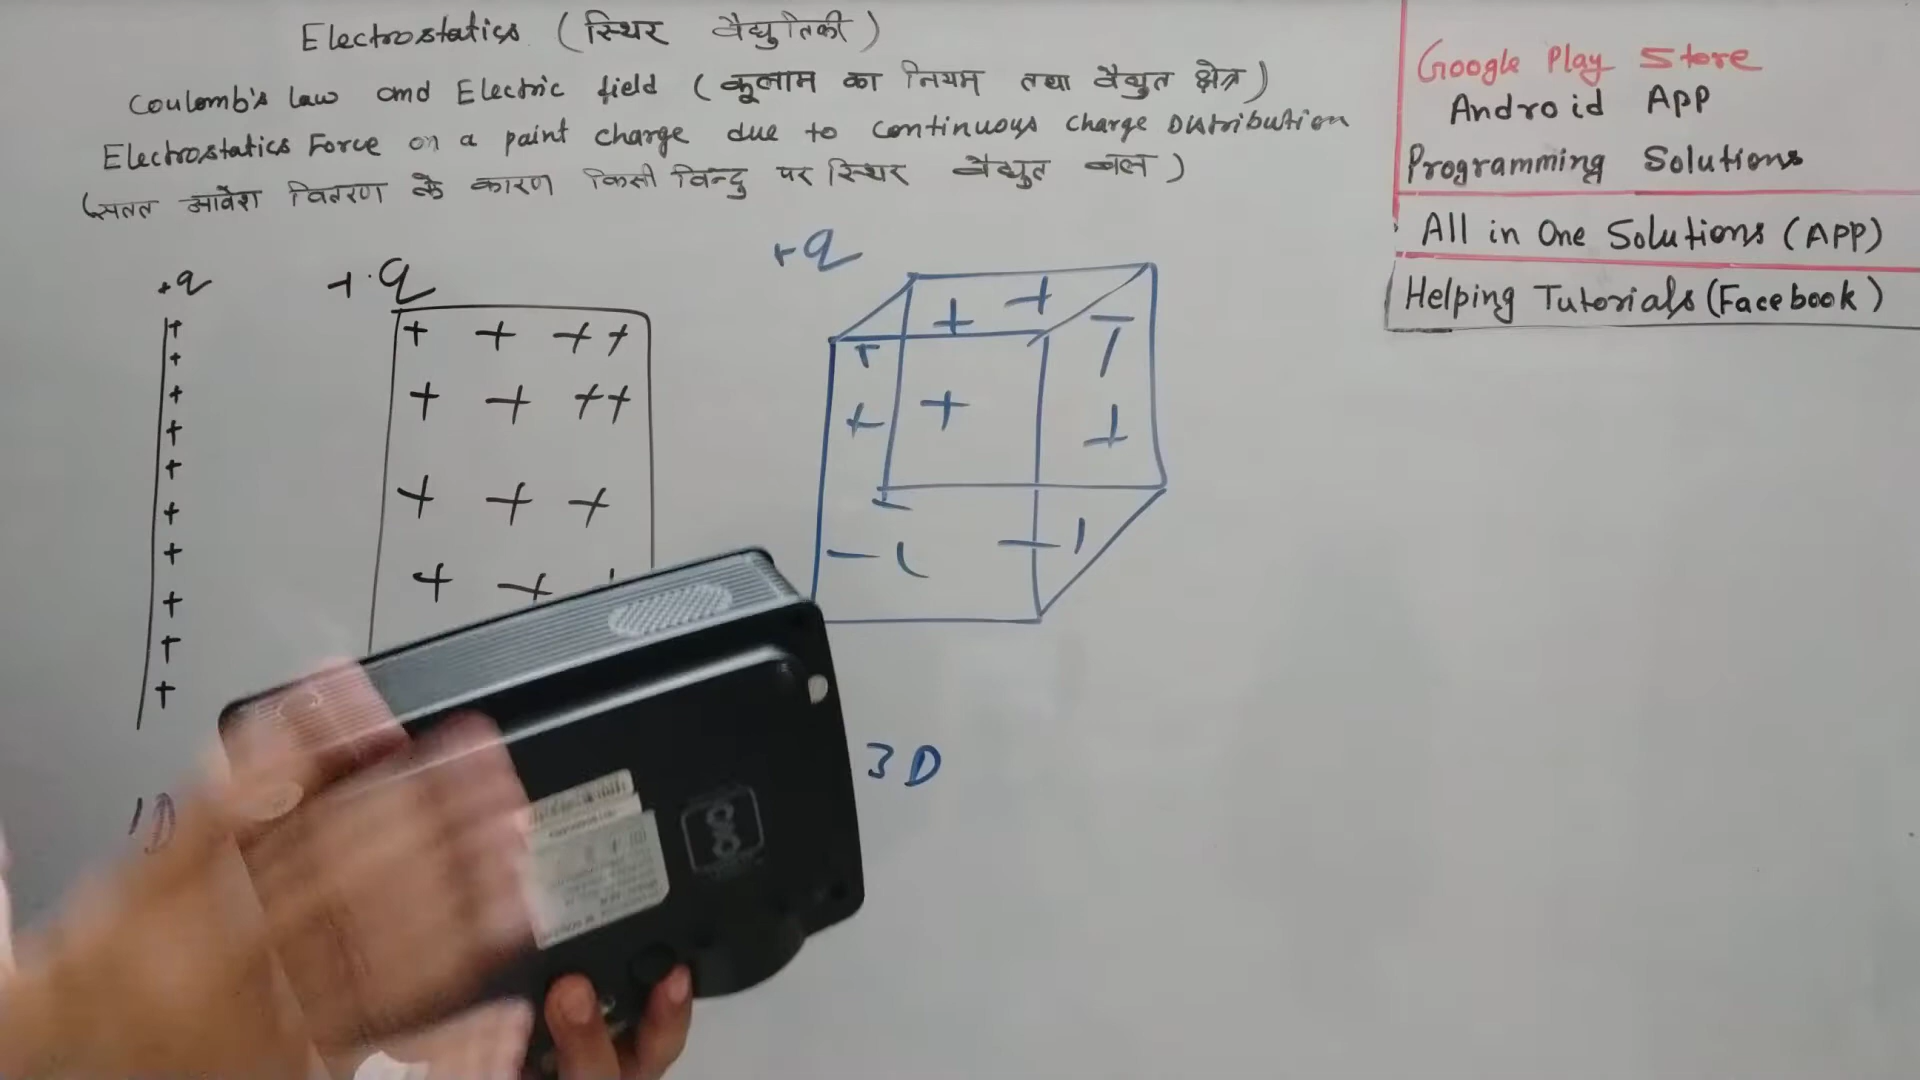 Electrostatics (स्थिर वैद्युतिकी)
Coulomb's Law and Electric field (कूलाम का नियम तथा वैद्युत क्षेत्र)
Electrostatics Force on a paint charge due to continuous charge Distribution
(सतत आवेश वितरण के कारण किसी विन्दु पर स्थिर वैद्युत बल)
Google Play Store
Android App
Programming Solutions
All in One Solutions (APP)
Helping Tutorials (Facebook)
+q
+q
+q
+
+
+
+
+
+
+
+
+
+
+ + + +
+ + + +
+ + +
+ +
+ +
+
+ +
+
1D
3D